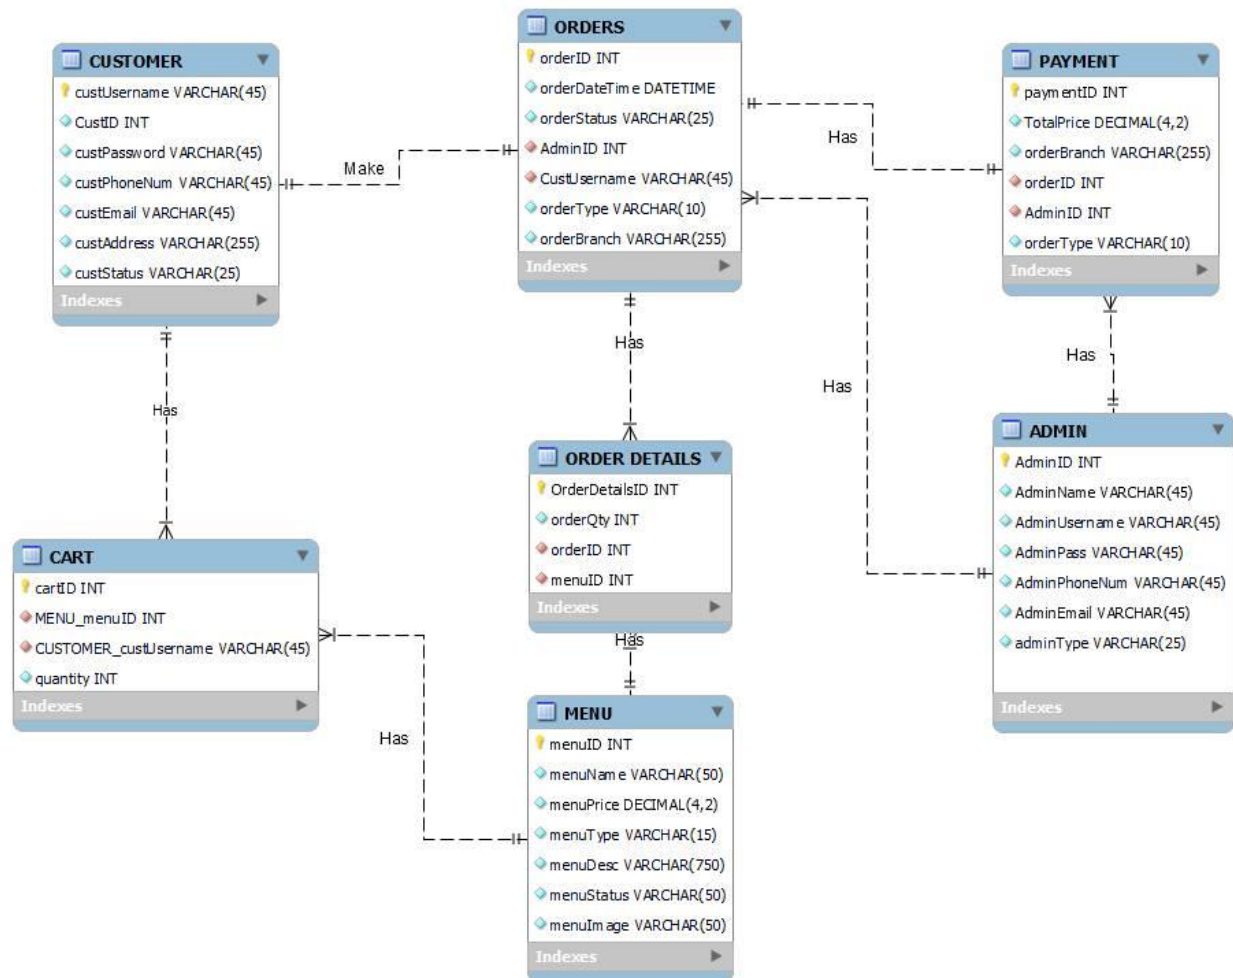 CUSTOMER
custUsername VARCHAR(45)
CustID INT
custPassword VARCHAR(45)
custPhoneNum VARCHAR(45)
custEmail VARCHAR(45)
custAddress VARCHAR(255)
custStatus VARCHAR(25)
Indexes
Make
ORDERS
orderID INT
orderDateTime DATETIME
orderStatus VARCHAR(25)
AdminID INT
CustUsername VARCHAR(45)
orderType VARCHAR(10)
orderBranch VARCHAR(255)
Indexes
Has
PAYMENT
paymentID INT
TotalPrice DECIMAL(4,2)
orderBranch VARCHAR(255)
orderID INT
AdminID INT
orderType VARCHAR(10)
Indexes
Has
Has
Has
Has
CART
cartID INT
MENU_menuID INT
CUSTOMER_custUsername VARCHAR(45)
quantity INT
Indexes
ORDER DETAILS
OrderDetailsID INT
orderQty INT
orderID INT
menuID INT
Indexes
Has
ADMIN
AdminID INT
AdminName VARCHAR(45)
AdminUsername VARCHAR(45)
AdminPass VARCHAR(45)
AdminPhoneNum VARCHAR(45)
AdminEmail VARCHAR(45)
adminType VARCHAR(25)
Indexes
Has
MENU
menuID INT
menuName VARCHAR(50)
menuPrice DECIMAL(4,2)
menuType VARCHAR(15)
menuDesc VARCHAR(750)
menuStatus VARCHAR(50)
menuImage VARCHAR(50)
Indexes